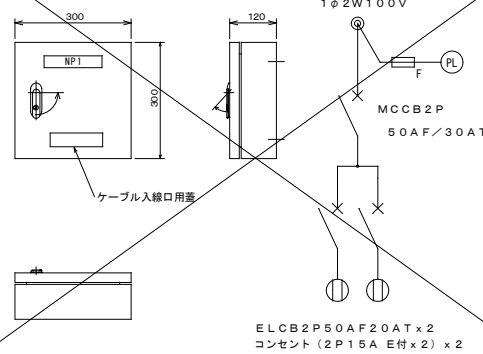 300
120
300
NP1
ケーブル入線口用蓋
1φ2W100V
F
PL
MCCB2P
50AF/30AT
ELCB2P50AF20ATx2
コンセント (2P15A E付x2) x2